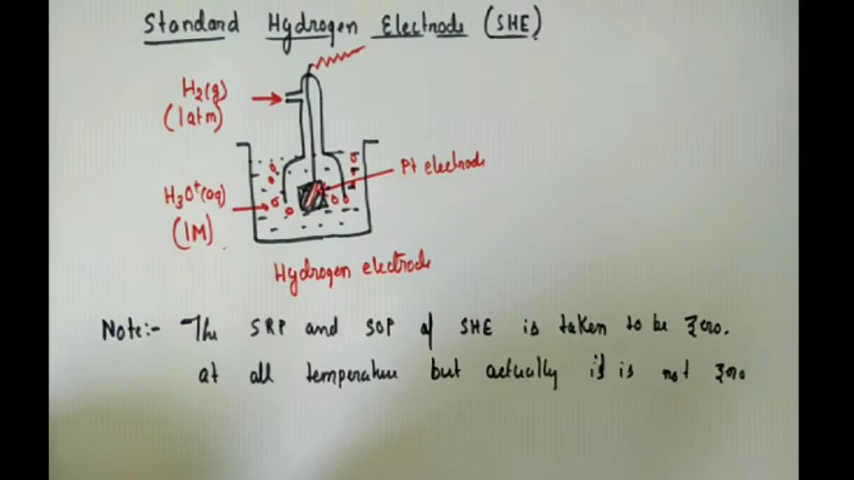 Standard Hydrogen Electrode (SHE)
H₂(g)
(1atm)
Pt electrode
H₃O⁺(aq)
(1M)
Hydrogen electrode
Note:- The SRP and SOP of SHE is taken to be zero.
at all temperature but actually it is not zero